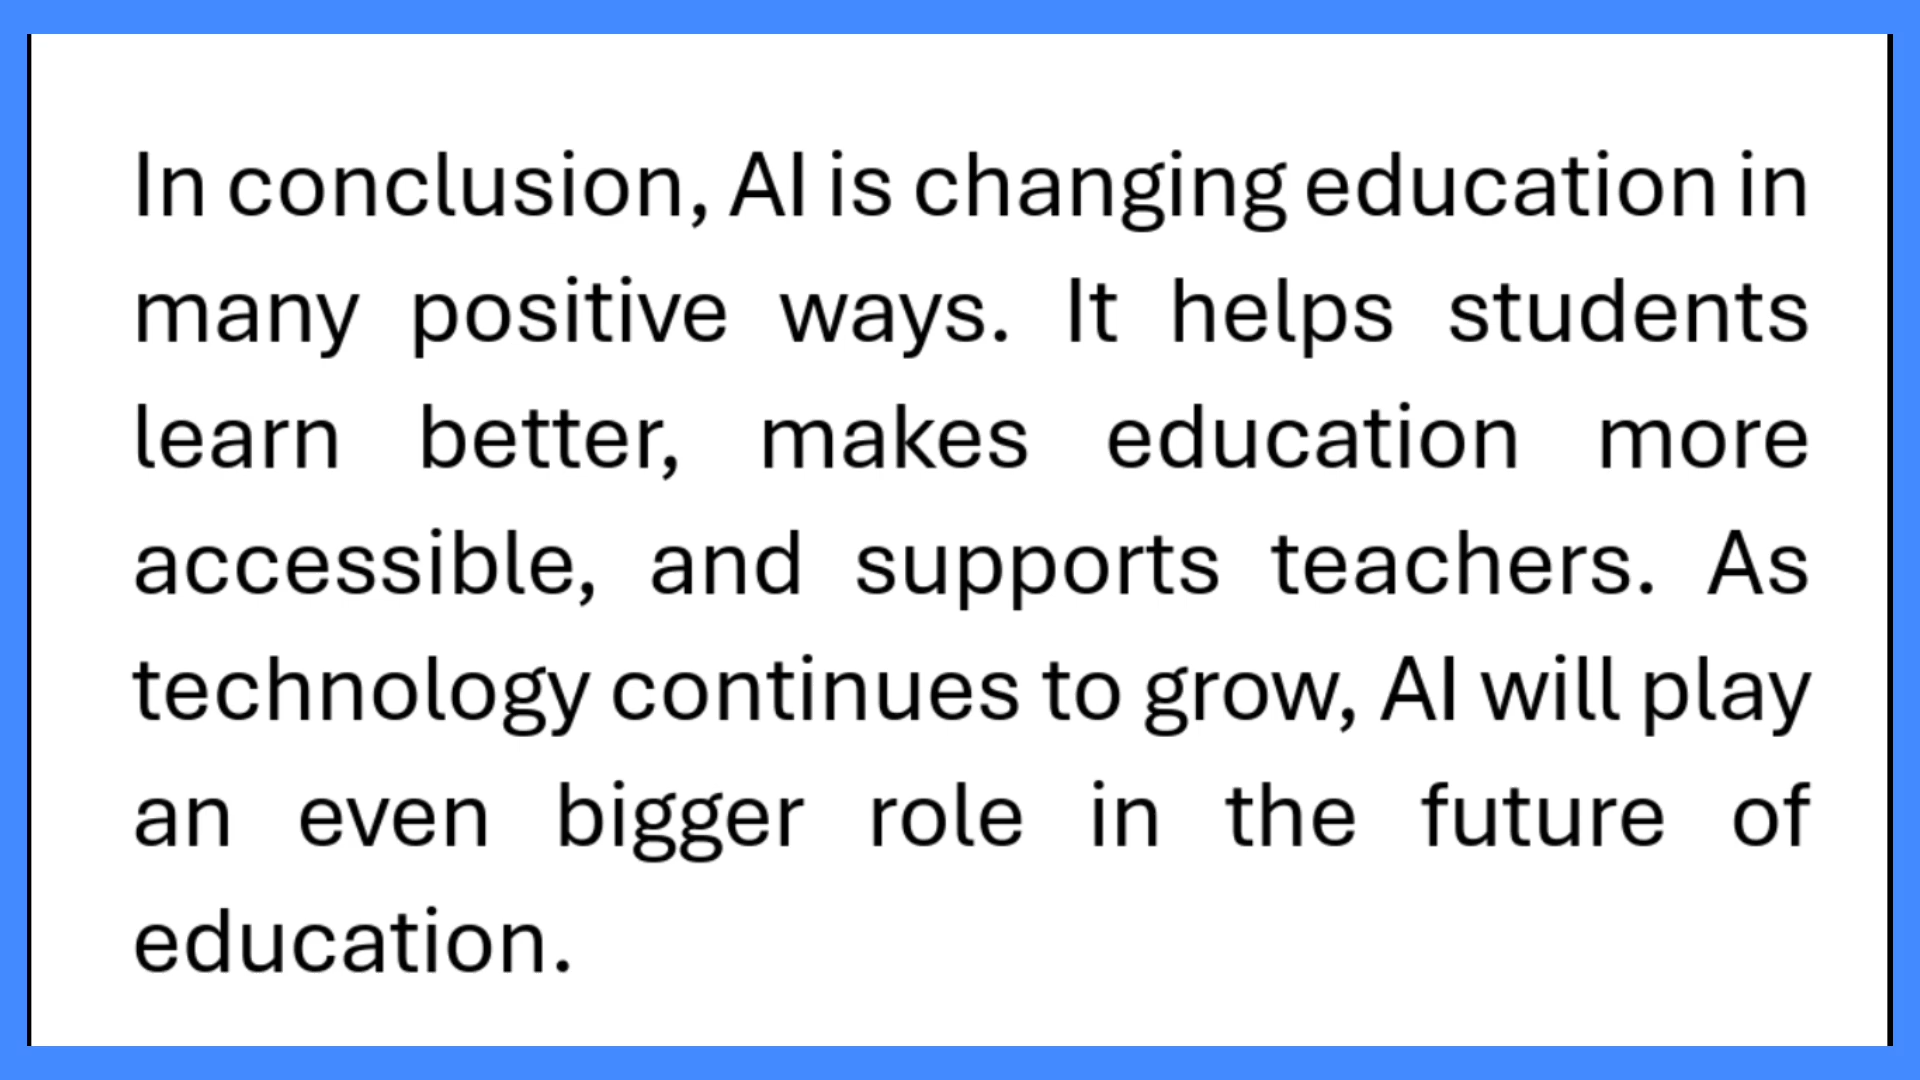 In conclusion, AI is changing education in
many positive ways. It helps students
learn better, makes education more
accessible, and supports teachers. As
technology continues to grow, AI will play
an even bigger role in the future of
education.